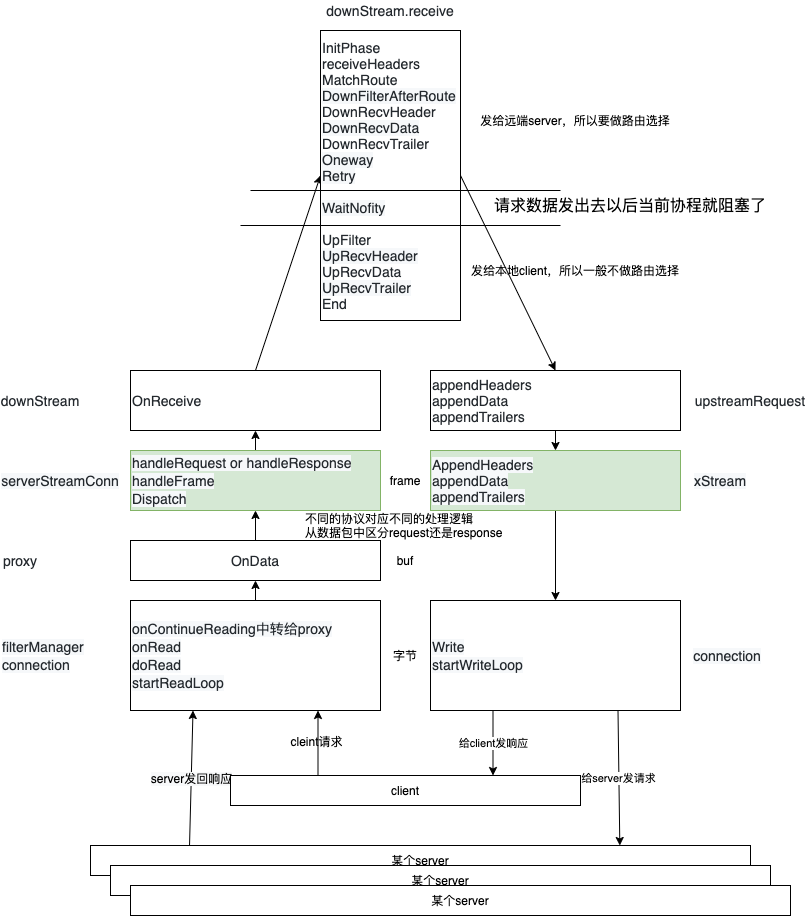 downStream.receive
InitPhase
receiveHeaders
MatchRoute
DownFilterAfterRoute
DownRecvHeader
DownRecvData
DownRecvTrailer
Oneway
Retry
发给远端server，所以要做路由选择
WaitNofity
请求数据发出去以后当前协程就阻塞了
UpFilter
UpRecvHeader
UpRecvData
UpRecvTrailer
End
发给本地client，所以一般不做路由选择
downStream
OnReceive
appendHeaders
appendData
appendTrailers
upstreamRequest
serverStreamConn
handleRequest or handleResponse
handleFrame
Dispatch
frame
AppendHeaders
appendData
appendTrailers
xStream
不同的协议对应不同的处理逻辑
从数据包中区分request还是response
proxy
OnData
buf
filterManager
connection
onContinueReading中转给proxy
onRead
doRead
startReadLoop
字节
Write
startWriteLoop
connection
cleint请求
给client发响应
server发回响应
给server发请求
client
某个server
某个server
某个server